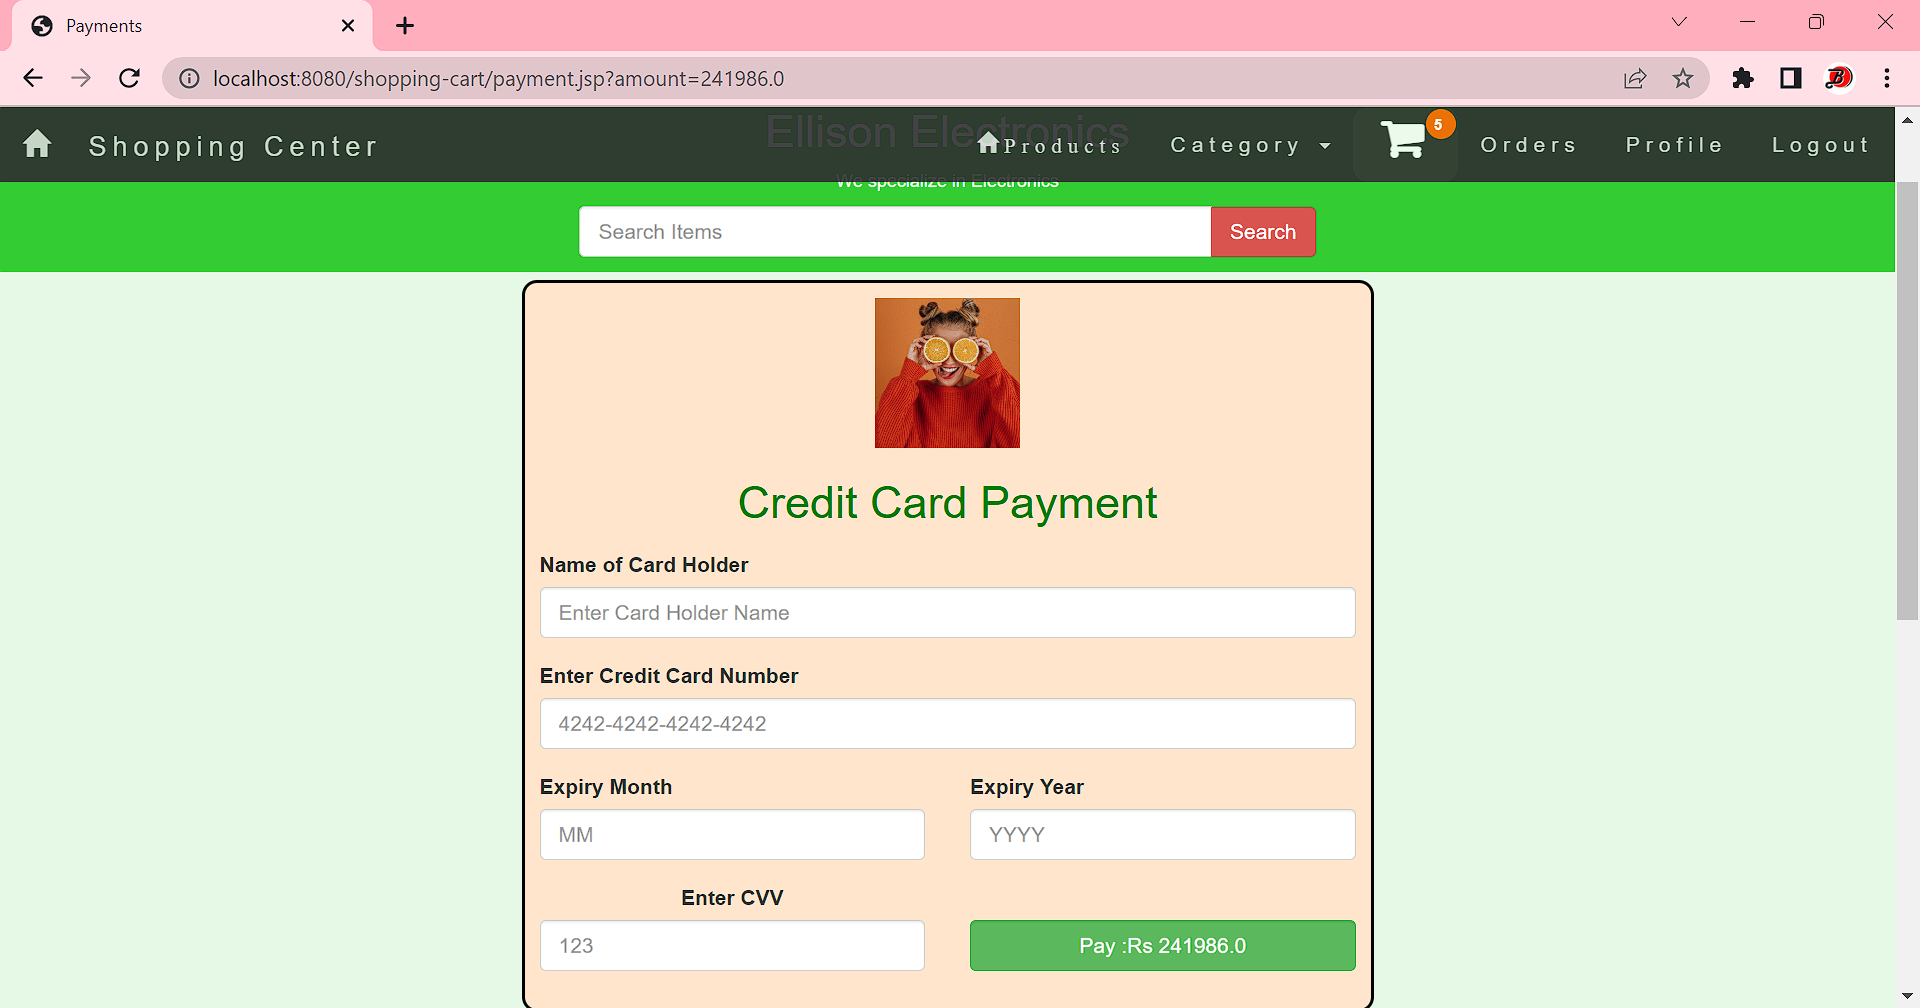 Payments
localhost:8080/shopping-cart/payment.jsp?amount=241986.0
Shopping Center
Ellison Electronics
Products
Category
5
Orders
Profile
Logout
We specialize in Electronics
Search Items
Search
Credit Card Payment
Name of Card Holder
Enter Card Holder Name
Enter Credit Card Number
4242-4242-4242-4242
Expiry Month
Expiry Year
MM
YYYY
Enter CVV
123
Pay :Rs 241986.0